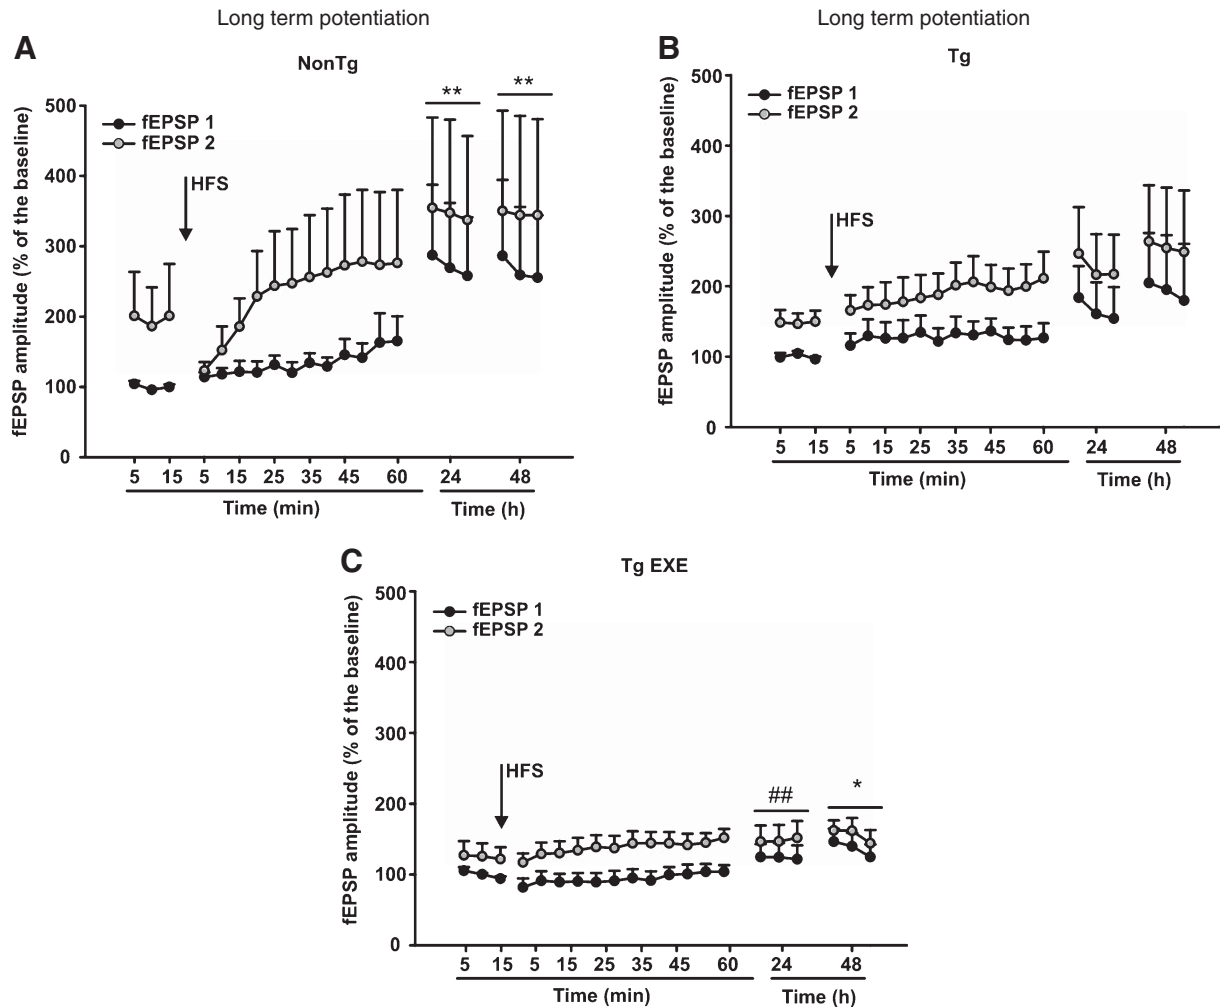 Long term potentiation
A
NonTg
fEPSP amplitude (% of the baseline)
500
400
300
200
100
0
fEPSP 1
fEPSP 2
HFS
**
**
5 15 5 15 25 35 45 60 24 48
Time (min) Time (h)
Long term potentiation
B
Tg
fEPSP amplitude (% of the baseline)
500
400
300
200
100
0
fEPSP 1
fEPSP 2
HFS
5 15 5 15 25 35 45 60 24 48
Time (min) Time (h)
C
Tg EXE
fEPSP amplitude (% of the baseline)
500
400
300
200
100
0
fEPSP 1
fEPSP 2
HFS
##
*
5 15 5 15 25 35 45 60 24 48
Time (min) Time (h)